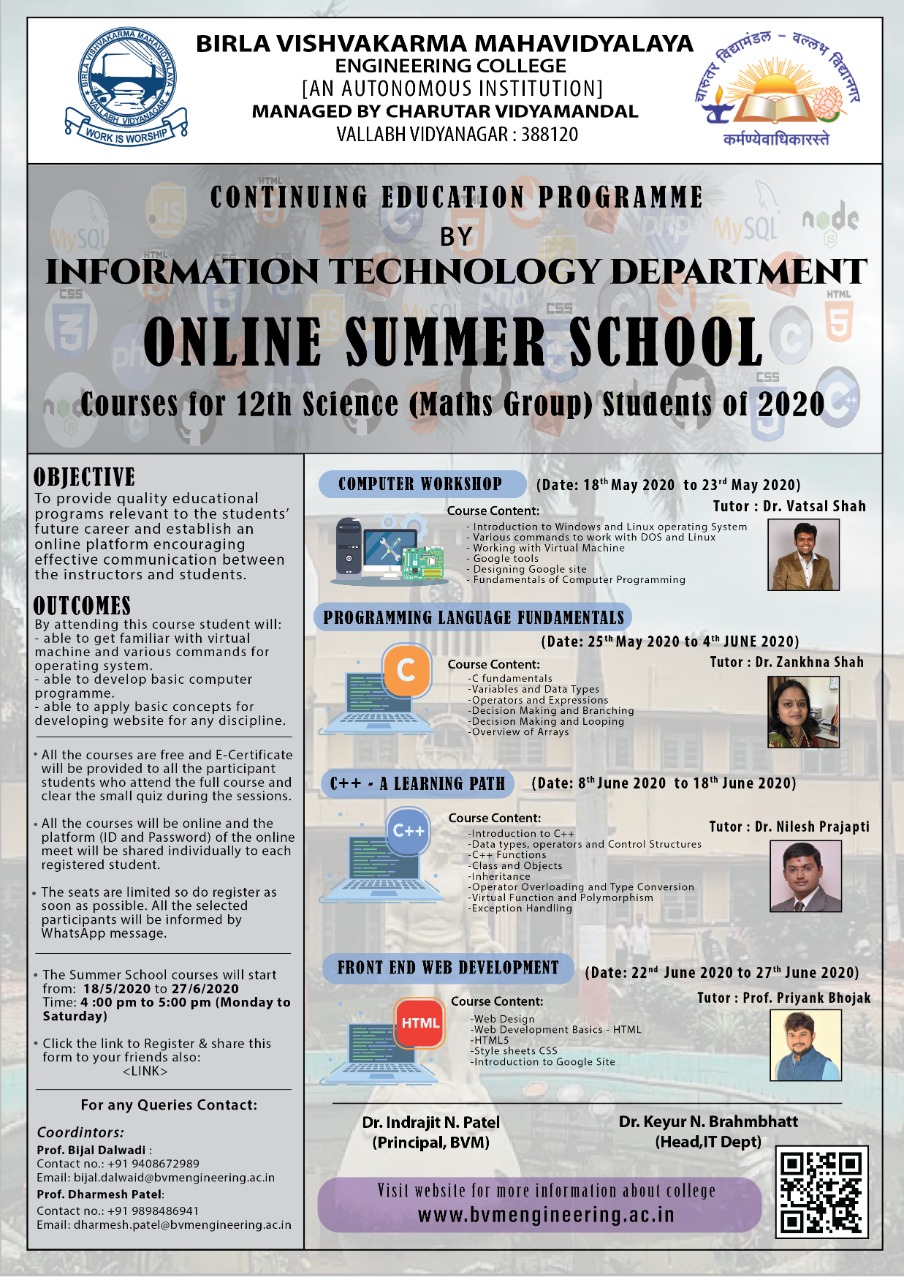 BIRLA VISHVAKARMA MAHAVIDYALAYA
VALLABH VIDYANAGAR
WORK IS WORSHIP
BIRLA VISHVAKARMA MAHAVIDYALAYA
ENGINEERING COLLEGE
[AN AUTONOMOUS INSTITUTION]
MANAGED BY CHARUTAR VIDYAMANDAL
VALLABH VIDYANAGAR : 388120
चारुतर विद्यामंडल - वल्लभ विद्यानगर
कर्मण्येवाधिकारस्ते
CONTINUING EDUCATION PROGRAMME
BY
INFORMATION TECHNOLOGY DEPARTMENT
ONLINE SUMMER SCHOOL
Courses for 12th Science (Maths Group) Students of 2020
OBJECTIVE
To provide quality educational
programs relevant to the students'
future career and establish an
online platform encouraging
effective communication between
the instructors and students.
OUTCOMES
By attending this course student will:
- able to get familiar with virtual
machine and various commands for
operating system.
- able to develop basic computer
programme.
- able to apply basic concepts for
developing website for any discipline.
• All the courses are free and E-Certificate
will be provided to all the participant
students who attend the full course and
clear the small quiz during the sessions.
• All the courses will be online and the
platform (ID and Password) of the online
meet will be shared individually to each
registered student.
• The seats are limited so do register as
soon as possible. All the selected
participants will be informed by
WhatsApp message.
• The Summer School courses will start
from: 18/5/2020 to 27/6/2020
Time: 4 :00 pm to 5:00 pm (Monday to
Saturday)
• Click the link to Register & share this
form to your friends also:
<LINK>
For any Queries Contact:
Coordintors:
Prof. Bijal Dalwadi :
Contact no.: +91 9408672989
Email: bijal.dalwaid@bvmengineering.ac.in
Prof. Dharmesh Patel:
Contact no.: +91 9898486941
Email: dharmesh.patel@bvmengineering.ac.in
COMPUTER WORKSHOP (Date: 18th May 2020 to 23rd May 2020)
Tutor : Dr. Vatsal Shah
Course Content:
- Introduction to Windows and Linux operating System
- Various commands to work with DOS and Linux
- Working with Virtual Machine
- Google tools
- Designing Google site
- Fundamentals of Computer Programming
PROGRAMMING LANGUAGE FUNDAMENTALS
(Date: 25th May 2020 to 4th JUNE 2020)
Tutor : Dr. Zankhna Shah
C
Course Content:
-C fundamentals
-Variables and Data Types
-Operators and Expressions
-Decision Making and Branching
-Decision Making and Looping
-Overview of Arrays
C++ - A LEARNING PATH (Date: 8th June 2020 to 18th June 2020)
Tutor : Dr. Nilesh Prajapti
C++
Course Content:
-Introduction to C++
-Data types, operators and Control Structures
-C++ Functions
-Class and Objects
-Inheritance
-Operator Overloading and Type Conversion
-Virtual Function and Polymorphism
-Exception Handling
FRONT END WEB DEVELOPMENT (Date: 22nd June 2020 to 27th June 2020)
Tutor : Prof. Priyank Bhojak
HTML
Course Content:
-Web Design
-Web Development Basics - HTML
-HTML5
-Style sheets CSS
-Introduction to Google Site
Dr. Indrajit N. Patel
(Principal, BVM)
Dr. Keyur N. Brahmbhatt
(Head,IT Dept)
Visit website for more information about college
www.bvmengineering.ac.in